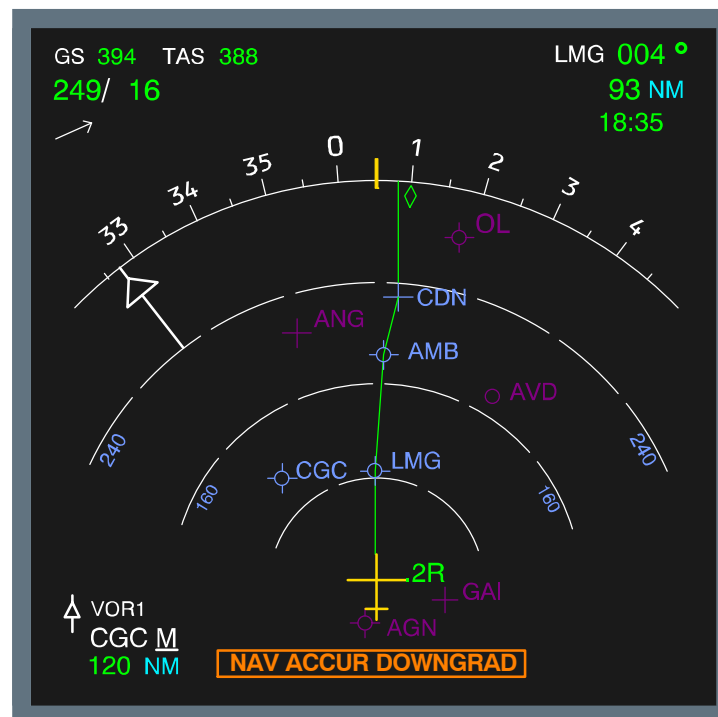 GS 394 TAS 388
LMG 004°
249/ 16
93 NM
18:35
33
34
35
0
1
2
3
4
OL
CDN
ANG
AMB
AVD
240
240
CGC
LMG
160
160
2R
GAI
AGN
VOR1
CGC M
120 NM
NAV ACCUR DOWNGRAD